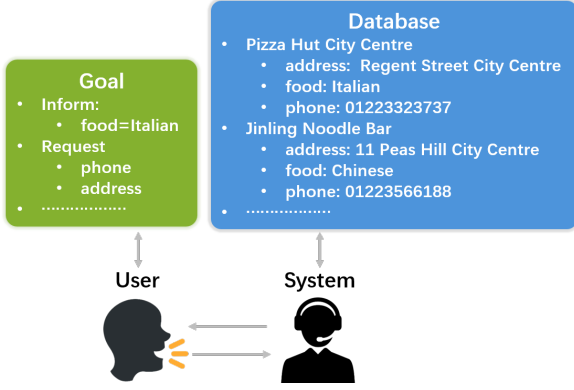 Goal
• Inform:
• food=Italian
• Request
• phone
• address
• ..................
Database
• Pizza Hut City Centre
• address: Regent Street City Centre
• food: Italian
• phone: 01223323737
• Jinling Noodle Bar
• address: 11 Peas Hill City Centre
• food: Chinese
• phone: 01223566188
• ..................
User
System